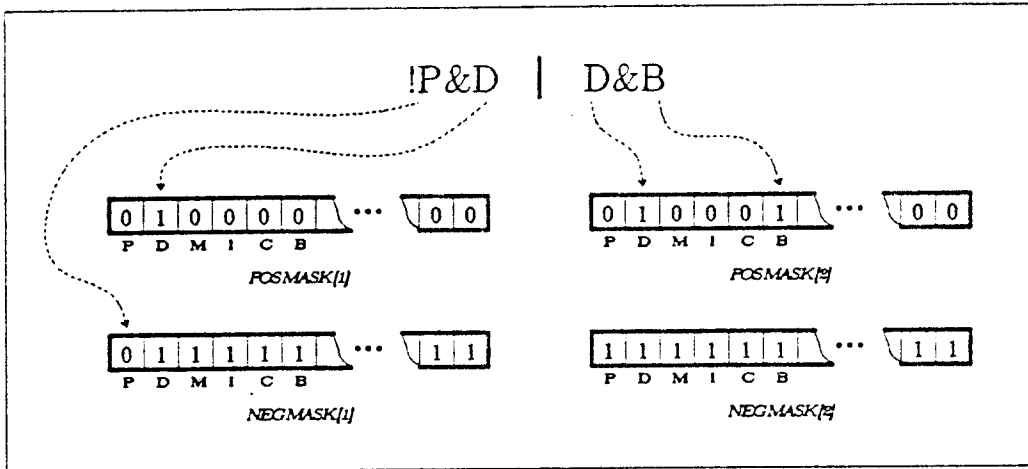 !P&D | D&B
0 1 0 0 0 0 ••• 0 0
P D M I C B
POSMASK[1]
0 1 0 0 0 1 ••• 0 0
P D M I C B
POSMASK[2]
0 1 1 1 1 1 ••• 1 1
P D M I C B
NEGMASK[1]
1 1 1 1 1 1 ••• 1 1
P D M I C B
NEGMASK[2]